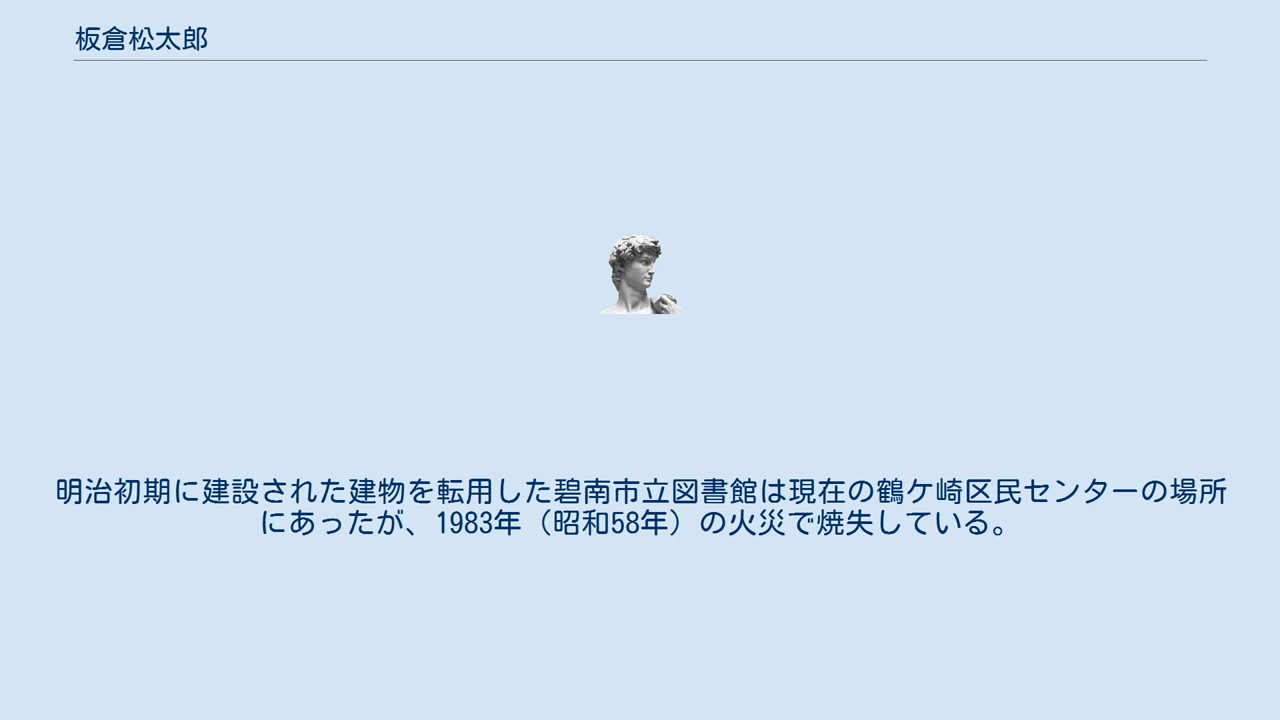 板倉松太郎
明治初期に建設された建物を転用した碧南市立図書館は現在の鶴ケ崎区民センターの場所
にあったが、1983年（昭和58年）の火災で焼失している。